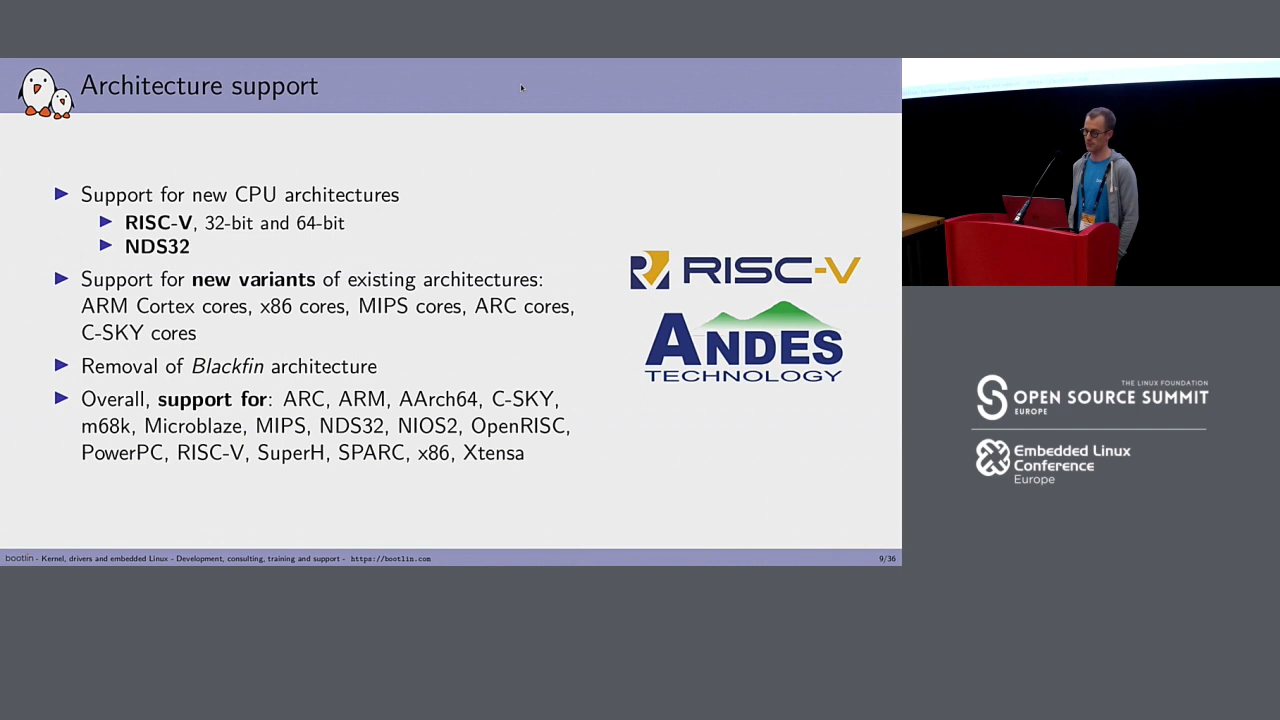 Architecture support
Support for new CPU architectures
RISC-V, 32-bit and 64-bit
NDS32
Support for new variants of existing architectures:
ARM Cortex cores, x86 cores, MIPS cores, ARC cores,
C-SKY cores
Removal of Blackfin architecture
Overall, support for: ARC, ARM, AArch64, C-SKY,
m68k, Microblaze, MIPS, NDS32, NIOS2, OpenRISC,
PowerPC, RISC-V, SuperH, SPARC, x86, Xtensa
RISC-V
ANDES
TECHNOLOGY
bootlin - Kernel, drivers and embedded Linux - Development, consulting, training and support - https://bootlin.com
9/36
THE LINUX FOUNDATION
OPEN SOURCE SUMMIT
EUROPE
Embedded Linux
Conference
Europe